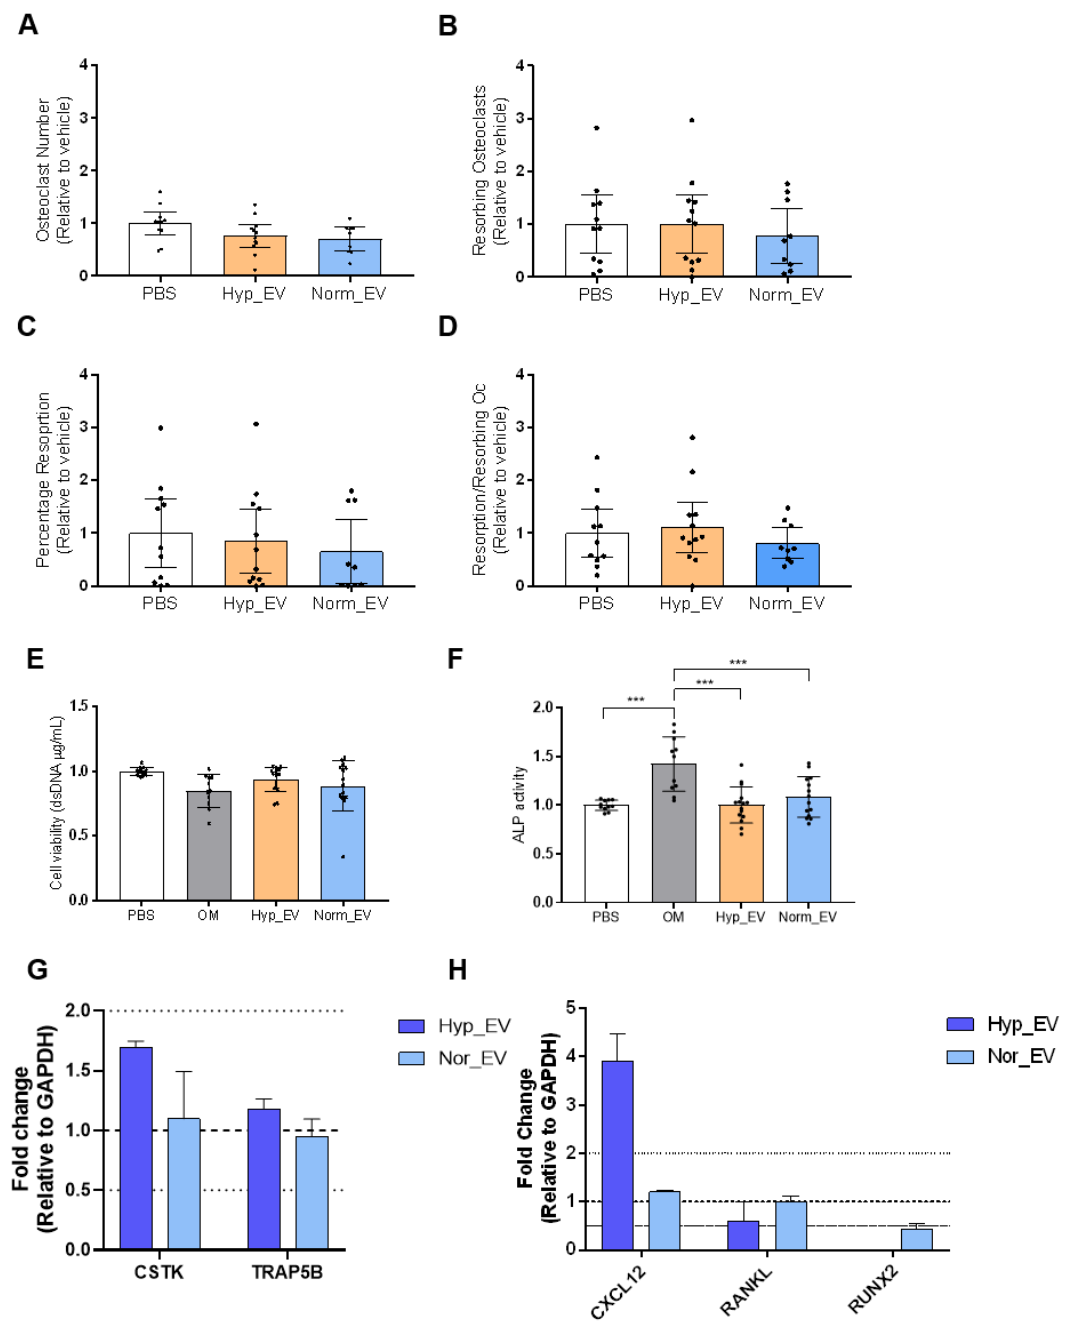 A
B
4
3
2
1
0
Osteoclast Number
(Relative to vehicle)
PBS
Hyp_EV
Norm_EV
4
3
2
1
0
Resorbing Osteoclasts
(Relative to vehicle)
PBS
Hyp_EV
Norm_EV
C
D
4
3
2
1
0
Percentage Resoprtion
(Relative to vehicle)
PBS
Hyp_EV
Norm_EV
4
3
2
1
0
Resorption/Resorbing Oc
(Relative to vehicle)
PBS
Hyp_EV
Norm_EV
E
F
1.5
1.0
0.5
0.0
Cell viability (dsDNA µg/mL)
PBS
OM
Hyp_EV
Norm_EV
***
***
***
2.0
1.5
1.0
0.5
0.0
ALP activity
PBS
OM
Hyp_EV
Norm_EV
G
H
2.0
1.5
1.0
0.5
0.0
Fold change
(Relative to GAPDH)
CSTK
TRAP5B
Hyp_EV
Nor_EV
5
4
3
2
1
0
Fold Change
(Relative to GAPDH)
CXCL12
RANKL
RUNX2
Hyp_EV
Nor_EV